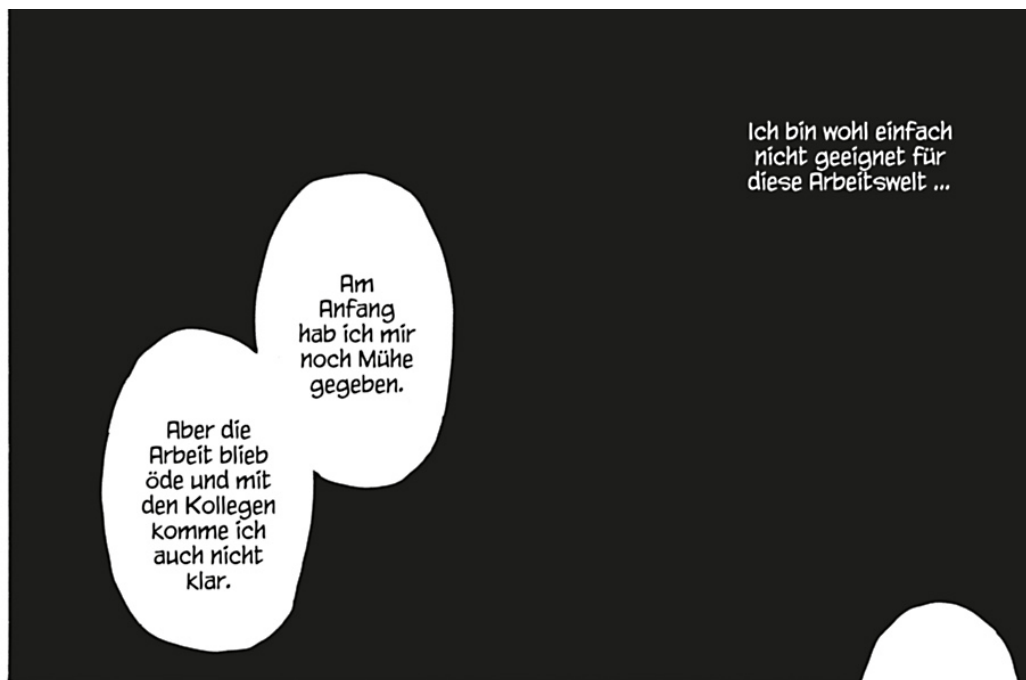 Ich bin wohl einfach
nicht geeignet für
diese Arbeitswelt ...
Am
Anfang
hab ich mir
noch Mühe
gegeben.
Aber die
Arbeit blieb
öde und mit
den Kollegen
komme ich
auch nicht
klar.